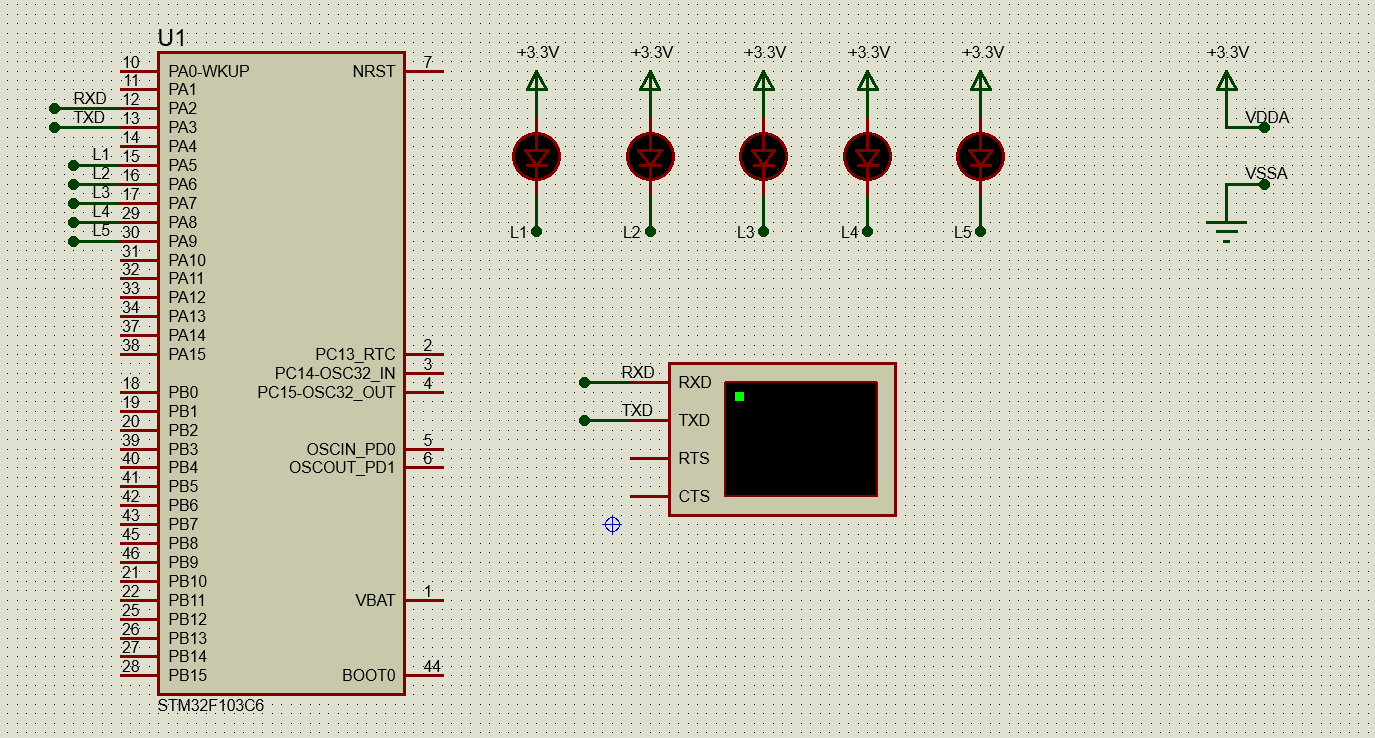 U1
10 PA0-WKUP NRST 7
11 PA1
RXD 12 PA2
TXD 13 PA3
14 PA4
L1 15 PA5
L2 16 PA6
L3 17 PA7
L4 29 PA8
L5 30 PA9
31 PA10
32 PA11
33 PA12
34 PA13
37 PA14
38 PA15
PC13_RTC 2
PC14-OSC32_IN 3
18 PB0 PC15-OSC32_OUT 4
19 PB1
20 PB2
39 PB3 OSCIN_PD0 5
40 PB4 OSCOUT_PD1 6
41 PB5
42 PB6
43 PB7
45 PB8
46 PB9
21 PB10
22 PB11 VBAT 1
25 PB12
26 PB13
27 PB14
28 PB15 BOOT0 44
STM32F103C6
+3.3V +3.3V +3.3V +3.3V +3.3V
L1 L2 L3 L4 L5
+3.3V
VDDA
VSSA
RXD RXD
TXD TXD
RTS
CTS